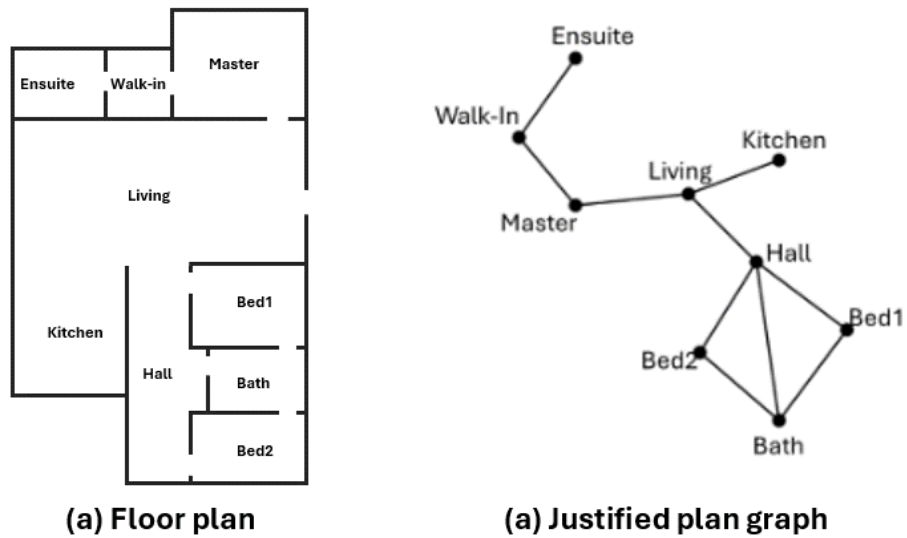 Ensuite
Walk-in
Master
Living
Kitchen
Hall
Bed1
Bath
Bed2
(a) Floor plan
Ensuite
Walk-In
Kitchen
Living
Master
Hall
Bed1
Bed2
Bath
(a) Justified plan graph